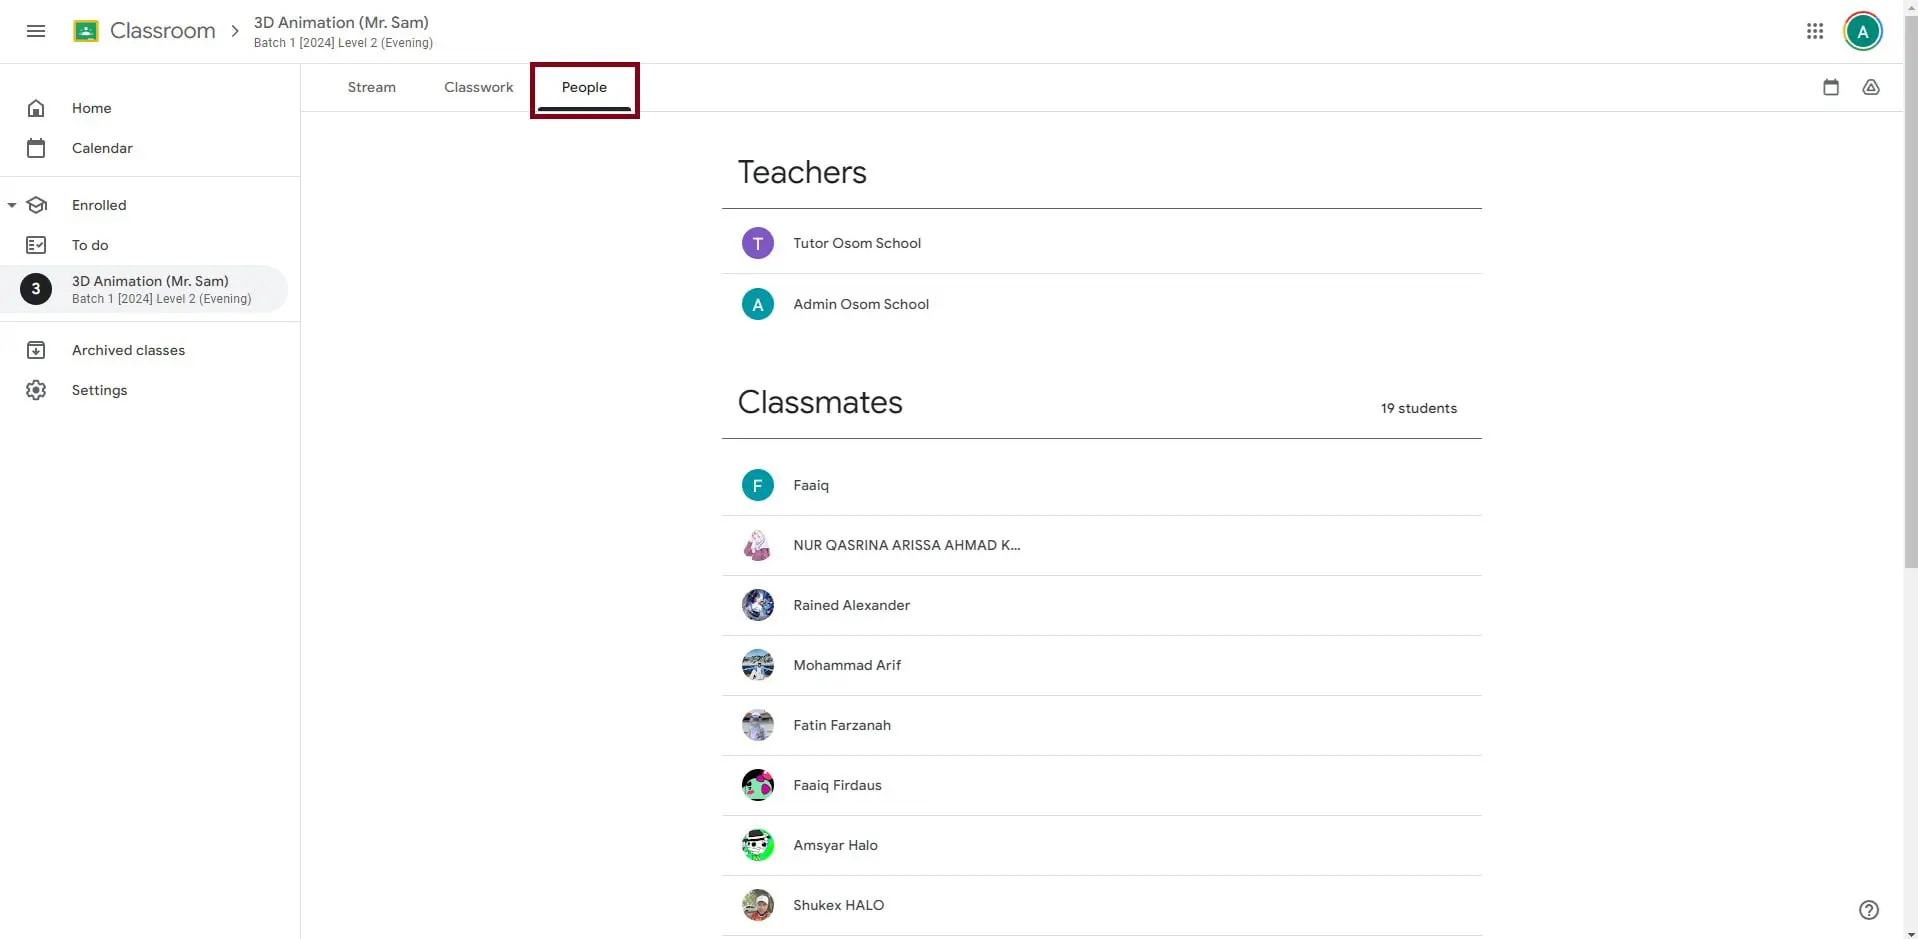 Classroom
3D Animation (Mr. Sam)
Batch 1 [2024] Level 2 (Evening)
A
Stream
Classwork
People
Home
Calendar
Enrolled
To do
3
3D Animation (Mr. Sam)
Batch 1 [2024] Level 2 (Evening)
Archived classes
Settings
Teachers
T
Tutor Osom School
A
Admin Osom School
Classmates
19 students
F
Faaiq
NUR QASRINA ARISSA AHMAD K...
Rained Alexander
Mohammad Arif
Fatin Farzanah
Faaiq Firdaus
Amsyar Halo
Shukex HALO